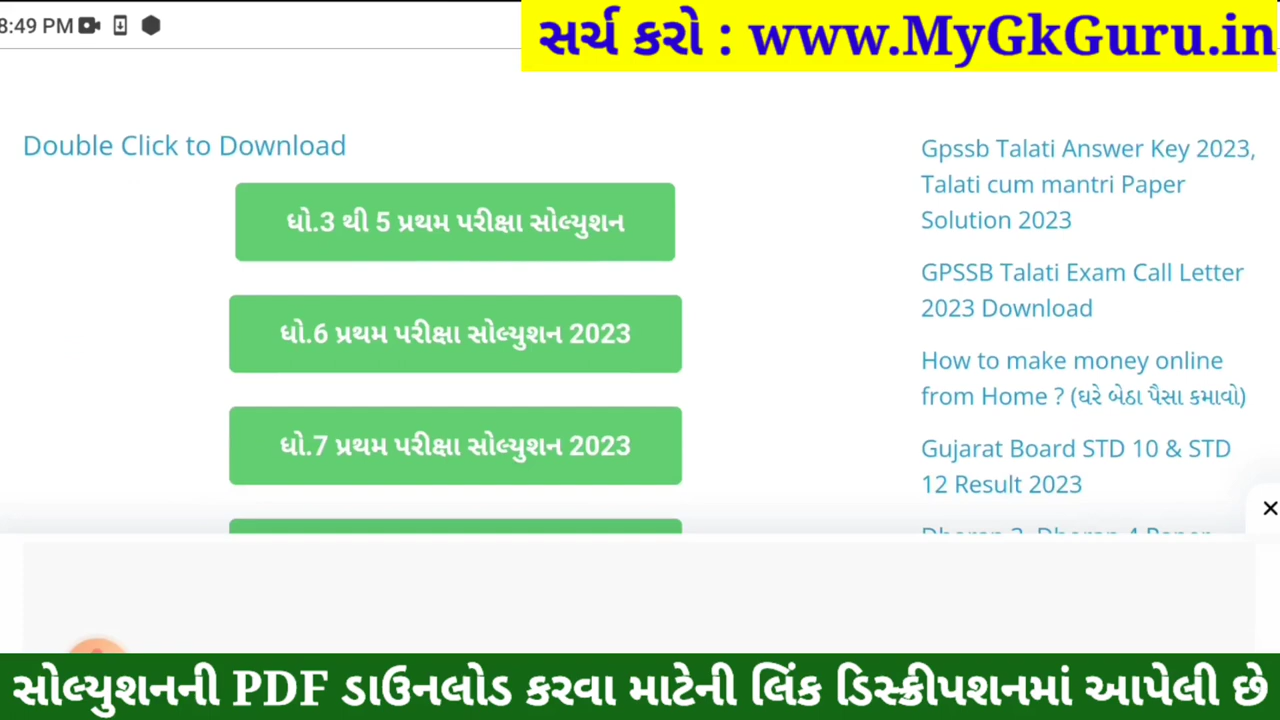 8:49 PM
સર્ચ કરો : www.MyGkGuru.in
Double Click to Download
ધો.3 થી 5 પ્રથમ પરીક્ષા સોલ્યુશન
ધો.6 પ્રથમ પરીક્ષા સોલ્યુશન 2023
ધો.7 પ્રથમ પરીક્ષા સોલ્યુશન 2023
Gpssb Talati Answer Key 2023,
Talati cum mantri Paper
Solution 2023
GPSSB Talati Exam Call Letter
2023 Download
How to make money online
from Home ? (ઘરે બેઠા પૈસા કમાવો)
Gujarat Board STD 10 & STD
12 Result 2023
સોલ્યુશનની PDF ડાઉનલોડ કરવા માટેની લિંક ડિસ્ક્રીપશનમાં આપેલી છે